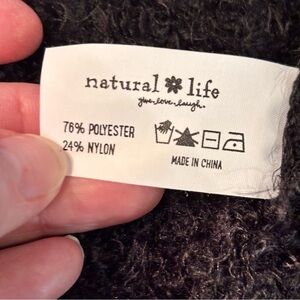 natural life
give.love.laugh.
76% POLYESTER
24% NYLON
MADE IN CHINA